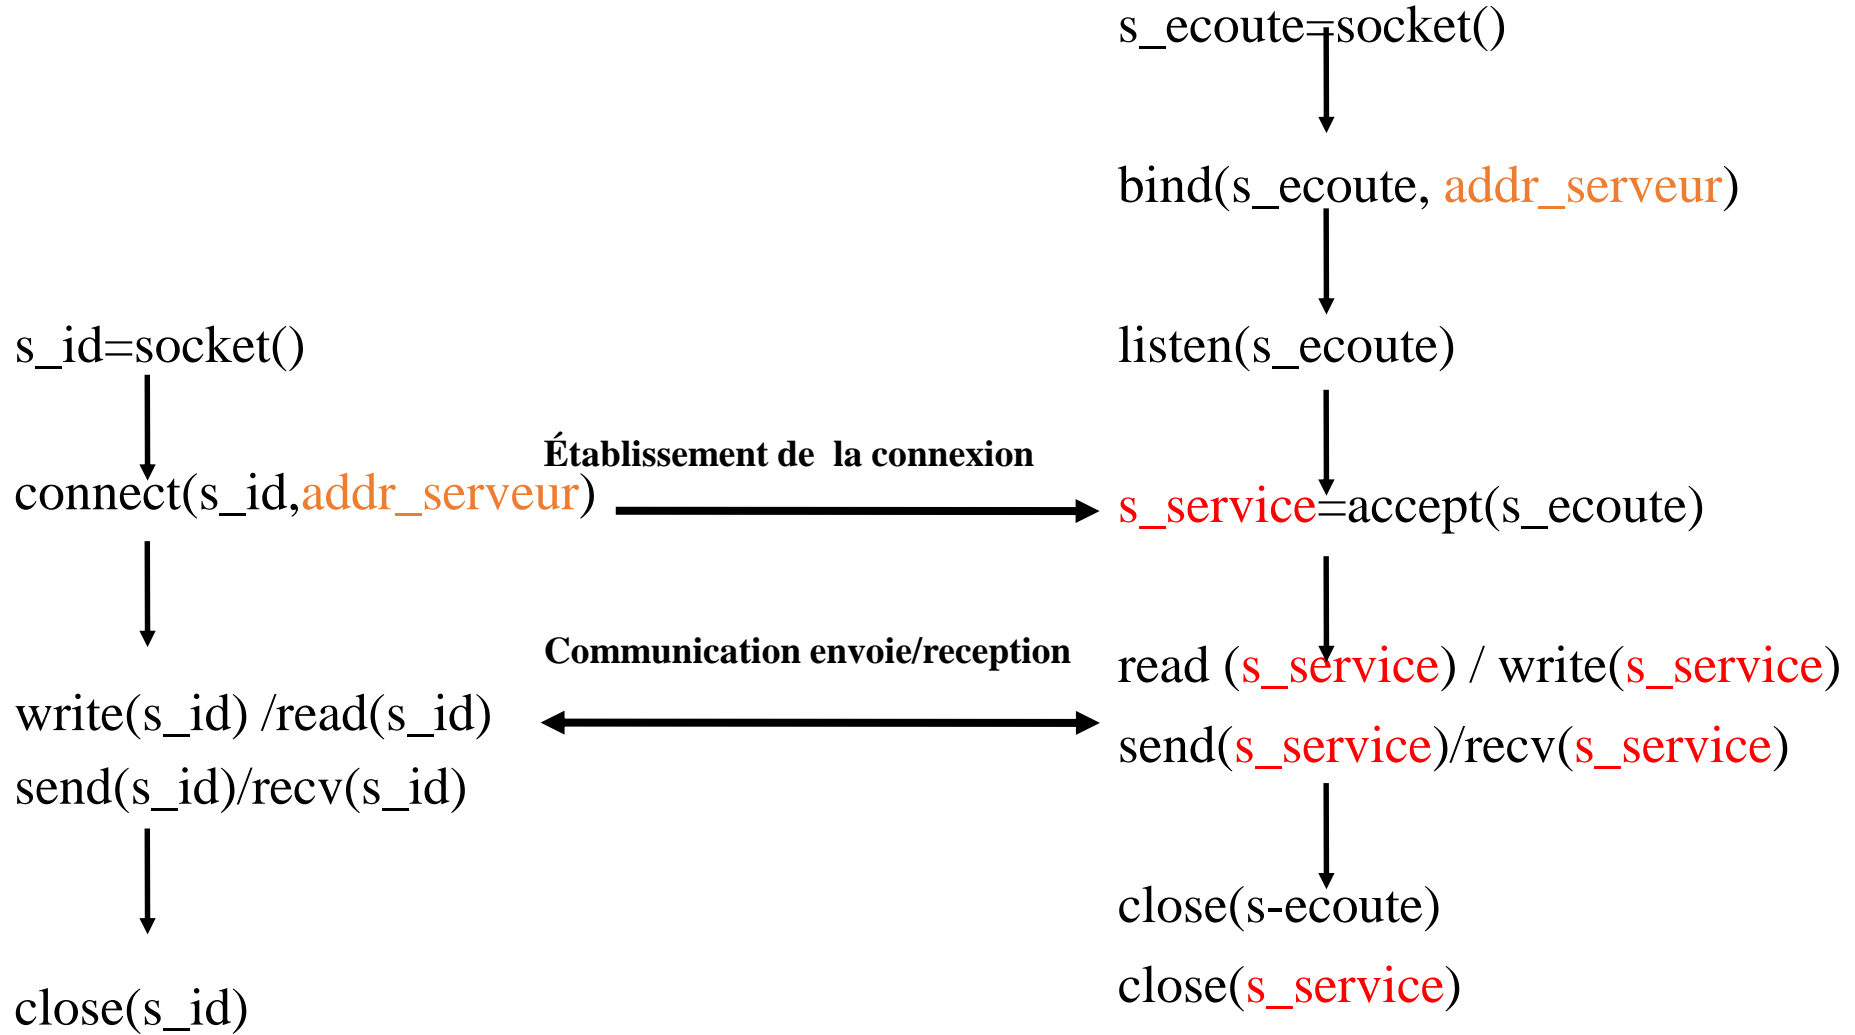 s_ecoute=socket()
bind(s_ecoute, addr_serveur)
s_id=socket()
listen(s_ecoute)
Établissement de  la connexion
connect(s_id,addr_serveur)
s_service=accept(s_ecoute)
Communication envoie/reception
read (s_service) / write(s_service)
write(s_id) /read(s_id)
send(s_service)/recv(s_service)
send(s_id)/recv(s_id)
close(s-ecoute)
close(s_service)
close(s_id)